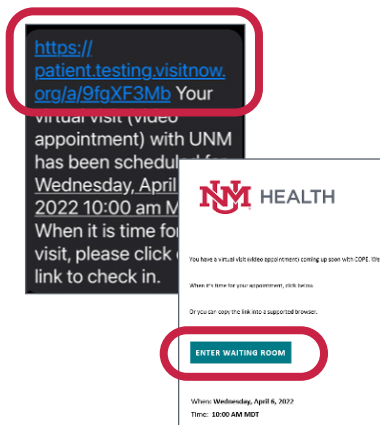 https://
patient.testing.visitnow.
org/a/9fgXF3Mb Your
virtual visit (video
appointment) with UNM
has been scheduled for
Wednesday, April
2022 10:00 am M
When it is time for
visit, please click
link to check in.
UNM HEALTH
You have a virtual visit (video appointment) coming up soon with COPE.
When it's time for your appointment, click below.
Or you can copy the link into a supported browser.
ENTER WAITING ROOM
When: Wednesday, April 6, 2022
Time: 10:00 AM MDT